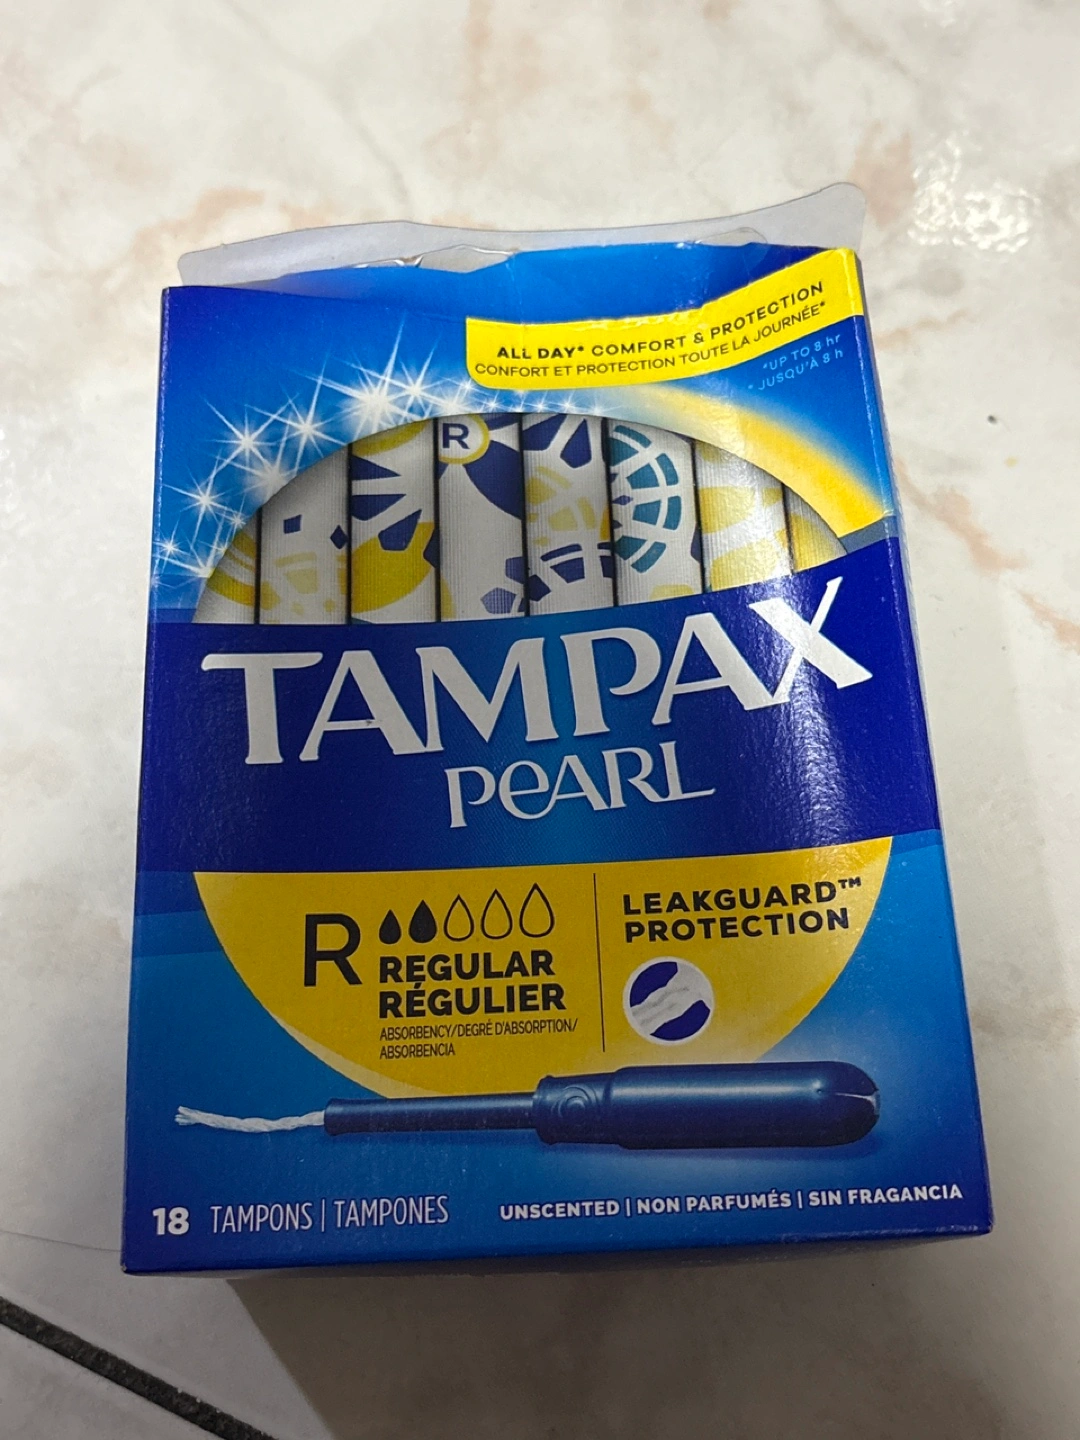 ALL DAY* COMFORT & PROTECTION
CONFORT ET PROTECTION TOUTE LA JOURNÉE*
*UP TO 8 hr
* JUSQU'À 8 h
R
TAMPAX
PEARL
R
REGULAR
RÉGULIER
ABSORBENCY/DEGRÉ D'ABSORPTION/
ABSORBENCIA
LEAKGUARD™
PROTECTION
18 TAMPONS | TAMPONES
UNSCENTED | NON PARFUMÉS | SIN FRAGANCIA